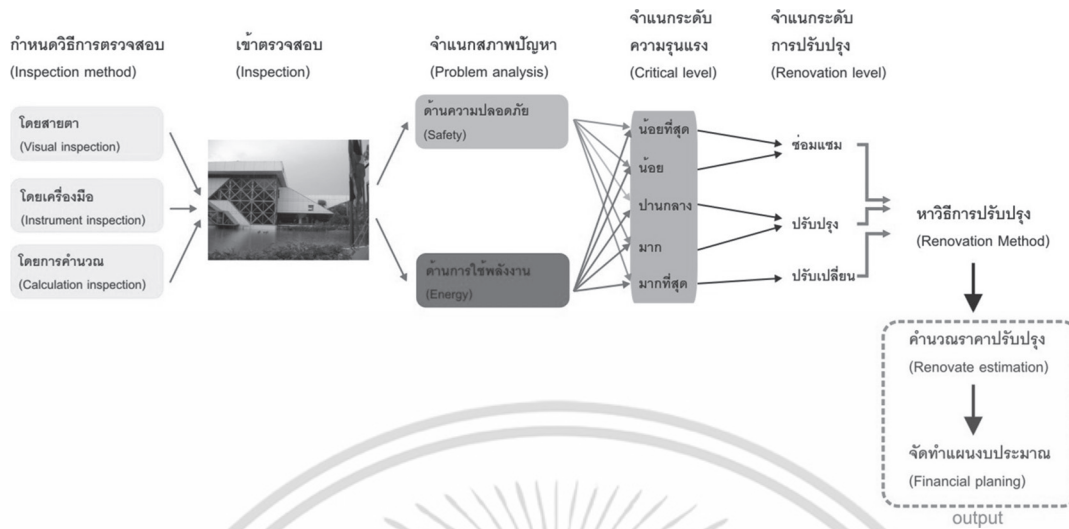 กำหนดวิธีการตรวจสอบ
(Inspection method)
โดยสายตา
(Visual inspection)
โดยเครื่องมือ
(Instrument inspection)
โดยการคำนวณ
(Calculation inspection)
เข้าตรวจสอบ
(Inspection)
จำแนกสภาพปัญหา
(Problem analysis)
ด้านความปลอดภัย
(Safety)
ด้านการใช้พลังงาน
(Energy)
จำแนกระดับ
ความรุนแรง
(Critical level)
น้อยที่สุด
น้อย
ปานกลาง
มาก
มากที่สุด
จำแนกระดับ
การปรับปรุง
(Renovation level)
ซ่อมแซม
ปรับปรุง
ปรับเปลี่ยน
หาวิธีการปรับปรุง
(Renovation Method)
คำนวณราคาปรับปรุง
(Renovate estimation)
จัดทำแผนงบประมาณ
(Financial planing)
output